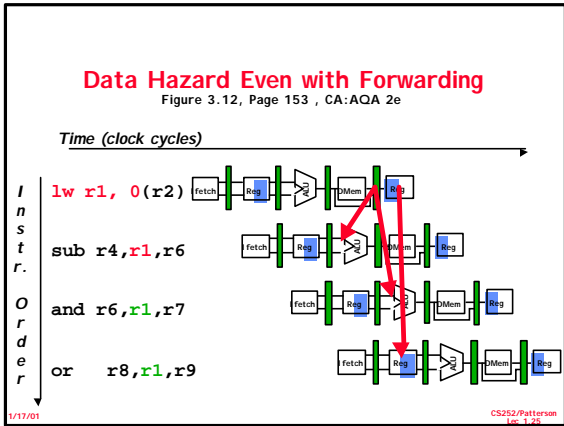 Data Hazard Even with Forwarding
Figure 3.12, Page 153 , CA:AQA 2e
Time (clock cycles)
Instr. Order
lw r1, 0(r2)
Ifetch Reg ALU DMem Reg
sub r4,r1,r6
Ifetch Reg ALU DMem Reg
and r6,r1,r7
Ifetch Reg ALU DMem Reg
or r8,r1,r9
Ifetch Reg ALU DMem Reg
1/17/01
CS252/Patterson
Lec 1.25